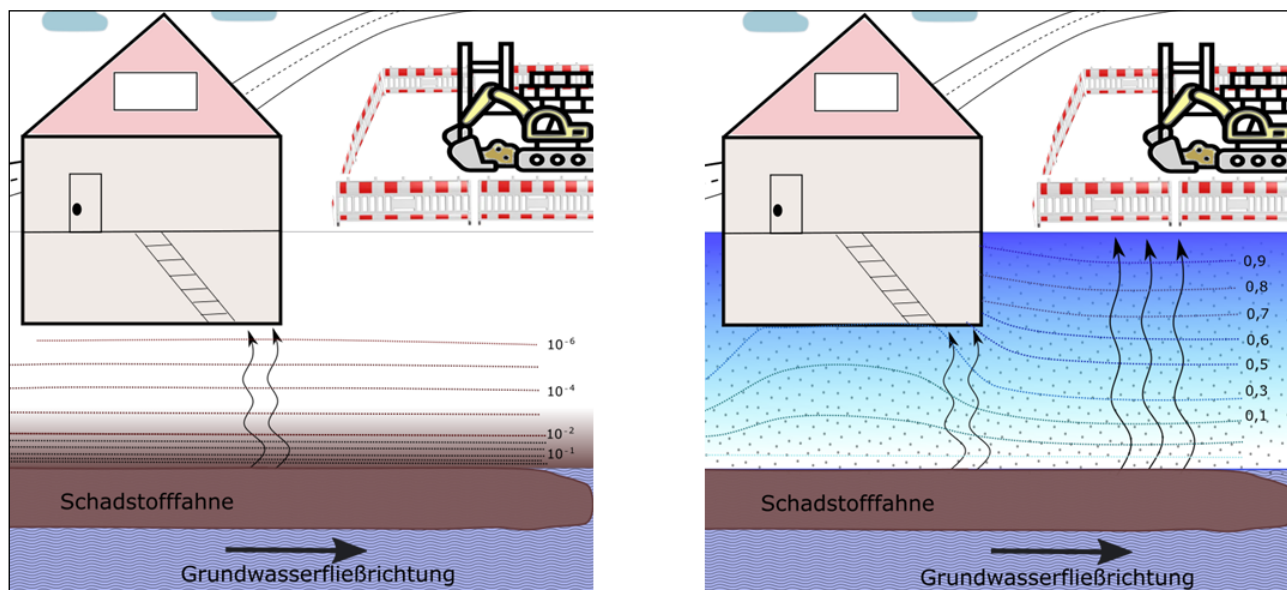 10⁻⁶
10⁻⁴
10⁻²
10⁻¹
Schadstofffahne
Grundwasserfließrichtung
0,9
0,8
0,7
0,6
0,5
0,3
0,1
Schadstofffahne
Grundwasserfließrichtung